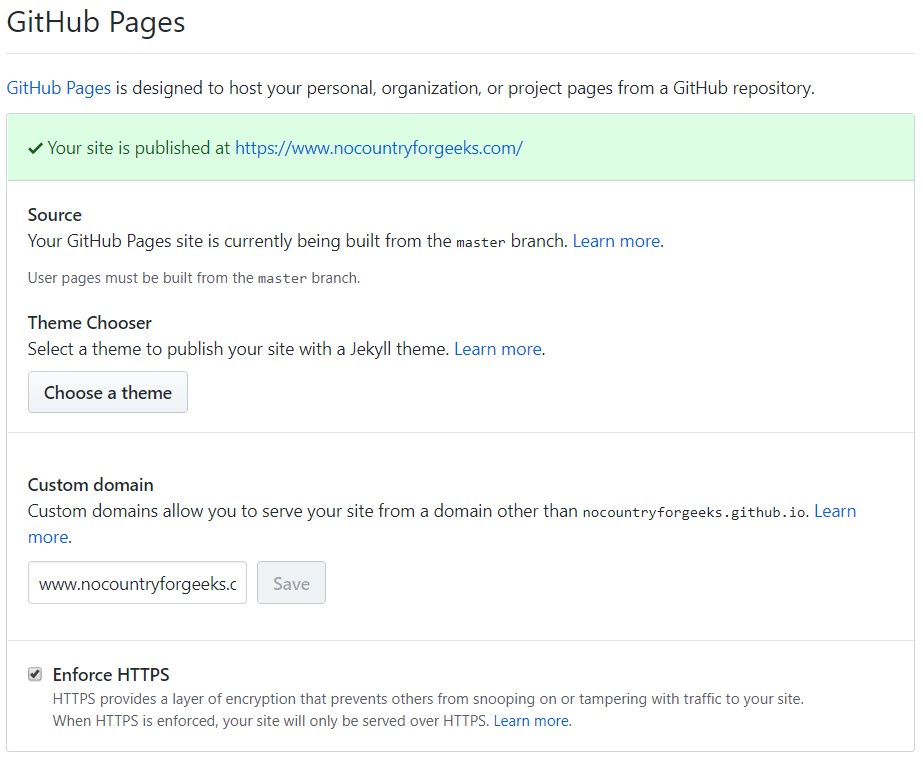 GitHub Pages
GitHub Pages is designed to host your personal, organization, or project pages from a GitHub repository.
Your site is published at https://www.nocountryforgeeks.com/
Source
Your GitHub Pages site is currently being built from the master branch. Learn more.
User pages must be built from the master branch.
Theme Chooser
Select a theme to publish your site with a Jekyll theme. Learn more.
Choose a theme
Custom domain
Custom domains allow you to serve your site from a domain other than nocountryforgeeks.github.io. Learn
more.
www.nocountryforgeeks.c Save
Enforce HTTPS
HTTPS provides a layer of encryption that prevents others from snooping on or tampering with traffic to your site.
When HTTPS is enforced, your site will only be served over HTTPS. Learn more.